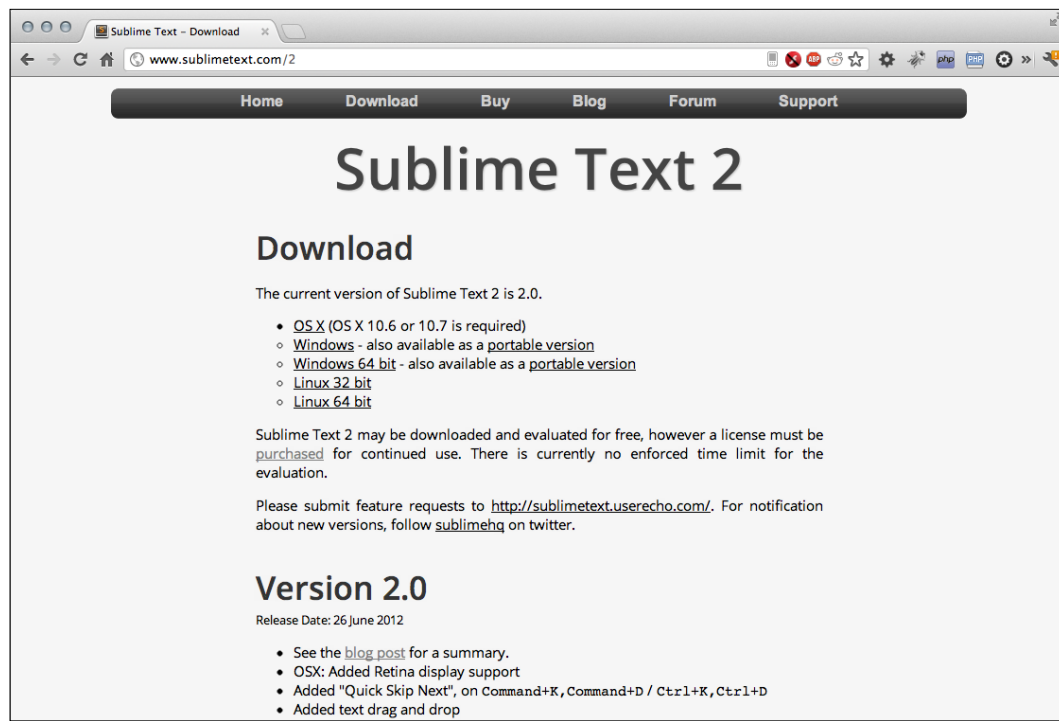 Sublime Text – Download
www.sublimetext.com/2
ABP
php
PHP
Home Download Buy Blog Forum Support
Sublime Text 2
Download
The current version of Sublime Text 2 is 2.0.
OS X (OS X 10.6 or 10.7 is required)
Windows - also available as a portable version
Windows 64 bit - also available as a portable version
Linux 32 bit
Linux 64 bit
Sublime Text 2 may be downloaded and evaluated for free, however a license must be
purchased for continued use. There is currently no enforced time limit for the
evaluation.
Please submit feature requests to http://sublimetext.userecho.com/. For notification
about new versions, follow sublimehq on twitter.
Version 2.0
Release Date: 26 June 2012
See the blog post for a summary.
OSX: Added Retina display support
Added "Quick Skip Next", on Command+K,Command+D / Ctrl+K,Ctrl+D
Added text drag and drop